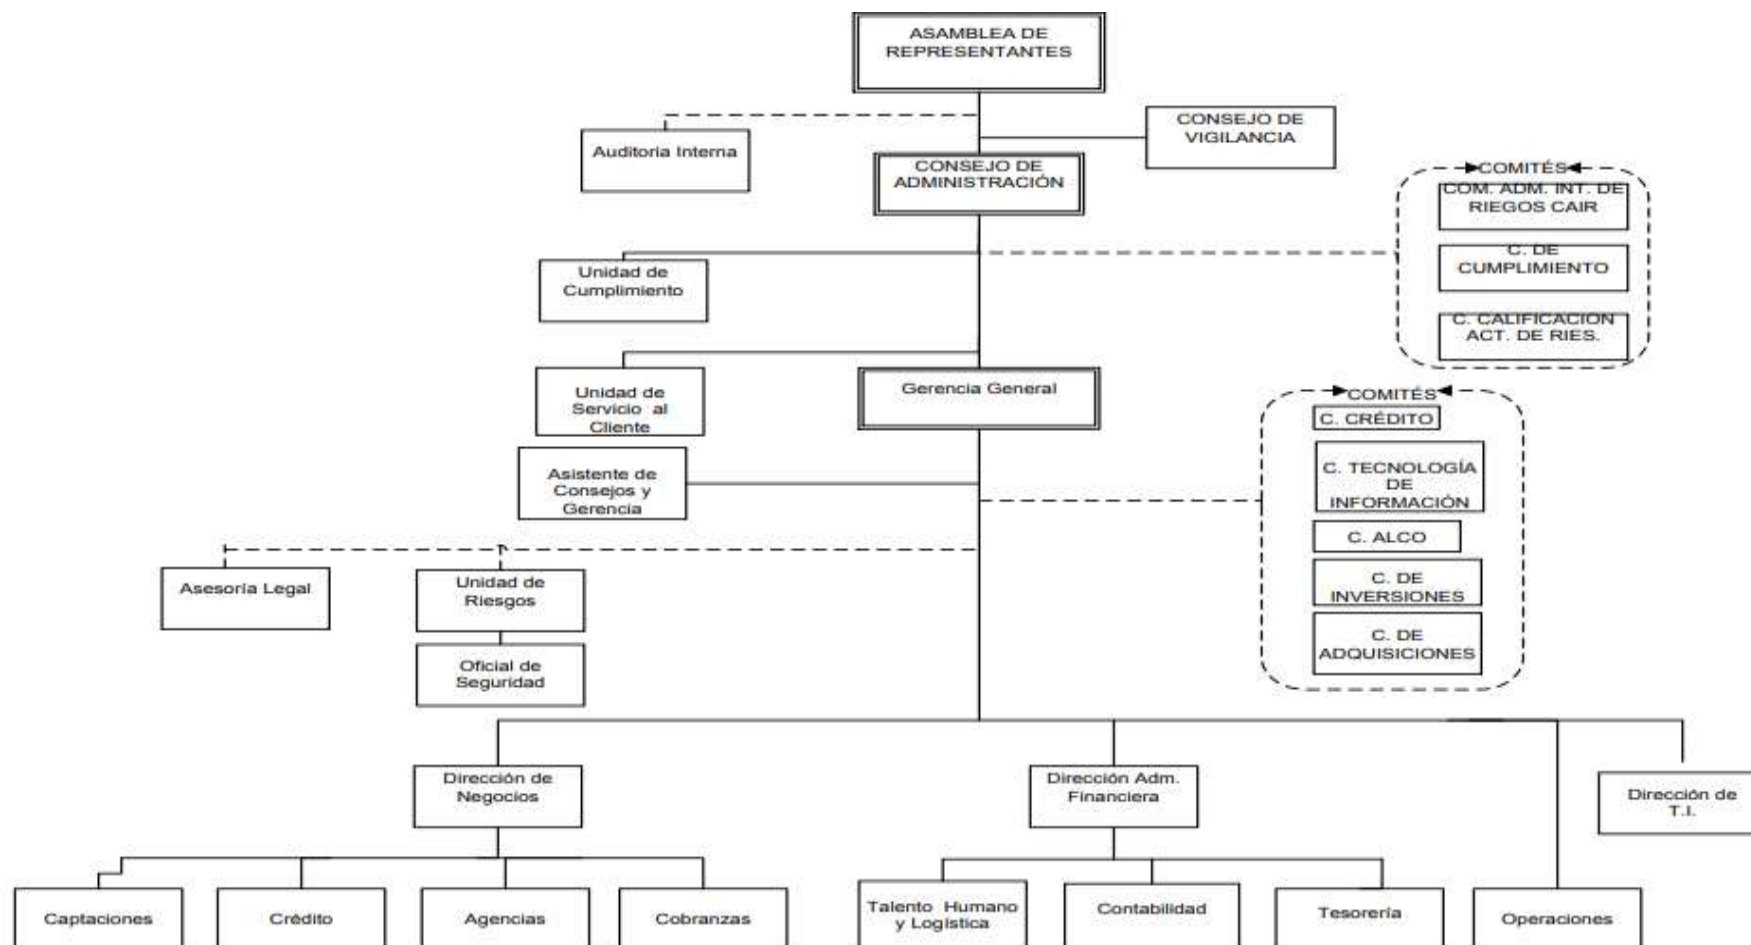 ASAMBLEA DE
REPRESENTANTES
Auditoria Interna
CONSEJO DE
VIGILANCIA
CONSEJO DE
ADMINISTRACIÓN
COMITÉS
COM. ADM. INT. DE
RIEGOS CAIR
C. DE
CUMPLIMIENTO
C. CALIFICACION
ACT. DE RIES.
Unidad de
Cumplimiento
Unidad de
Servicio al
Cliente
Gerencia General
COMITÉS
C. CRÉDITO
C. TECNOLOGÍA
DE
INFORMACIÓN
C. ALCO
C. DE
INVERSIONES
C. DE
ADQUISICIONES
Asistente de
Consejos y
Gerencia
Asesoría Legal
Unidad de
Riesgos
Oficial de
Seguridad
Dirección de
Negocios
Dirección Adm.
Financiera
Dirección de
T.I.
Captaciones
Crédito
Agencias
Cobranzas
Talento Humano
y Logística
Contabilidad
Tesorería
Operaciones